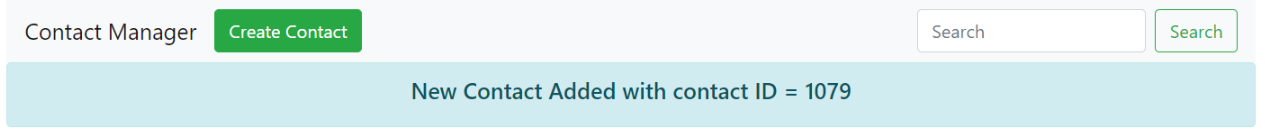 Contact Manager Create Contact Search Search
New Contact Added with contact ID = 1079